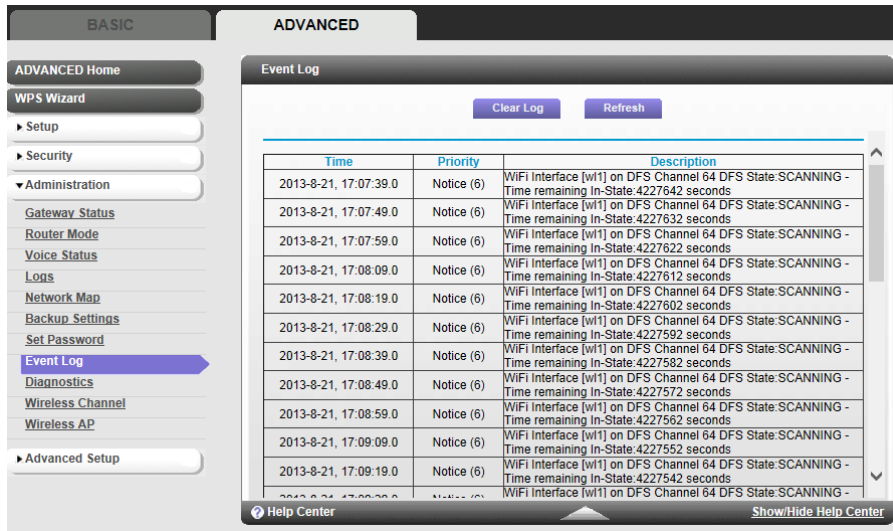 BASIC
ADVANCED
ADVANCED Home
WPS Wizard
Setup
Security
Administration
Gateway Status
Router Mode
Voice Status
Logs
Network Map
Backup Settings
Set Password
Event Log
Diagnostics
Wireless Channel
Wireless AP
Advanced Setup
Event Log
Clear Log Refresh
Time Priority Description
2013-8-21, 17:07:39.0 Notice (6) WiFi Interface [wl1] on DFS Channel 64 DFS State:SCANNING -
Time remaining In-State:4227642 seconds
2013-8-21, 17:07:49.0 Notice (6) WiFi Interface [wl1] on DFS Channel 64 DFS State:SCANNING -
Time remaining In-State:4227632 seconds
2013-8-21, 17:07:59.0 Notice (6) WiFi Interface [wl1] on DFS Channel 64 DFS State:SCANNING -
Time remaining In-State:4227622 seconds
2013-8-21, 17:08:09.0 Notice (6) WiFi Interface [wl1] on DFS Channel 64 DFS State:SCANNING -
Time remaining In-State:4227612 seconds
2013-8-21, 17:08:19.0 Notice (6) WiFi Interface [wl1] on DFS Channel 64 DFS State:SCANNING -
Time remaining In-State:4227602 seconds
2013-8-21, 17:08:29.0 Notice (6) WiFi Interface [wl1] on DFS Channel 64 DFS State:SCANNING -
Time remaining In-State:4227592 seconds
2013-8-21, 17:08:39.0 Notice (6) WiFi Interface [wl1] on DFS Channel 64 DFS State:SCANNING -
Time remaining In-State:4227582 seconds
2013-8-21, 17:08:49.0 Notice (6) WiFi Interface [wl1] on DFS Channel 64 DFS State:SCANNING -
Time remaining In-State:4227572 seconds
2013-8-21, 17:08:59.0 Notice (6) WiFi Interface [wl1] on DFS Channel 64 DFS State:SCANNING -
Time remaining In-State:4227562 seconds
2013-8-21, 17:09:09.0 Notice (6) WiFi Interface [wl1] on DFS Channel 64 DFS State:SCANNING -
Time remaining In-State:4227552 seconds
2013-8-21, 17:09:19.0 Notice (6) WiFi Interface [wl1] on DFS Channel 64 DFS State:SCANNING -
Time remaining In-State:4227542 seconds
WiFi Interface [wl1] on DFS Channel 64 DFS State:SCANNING -
Help Center Show/Hide Help Center